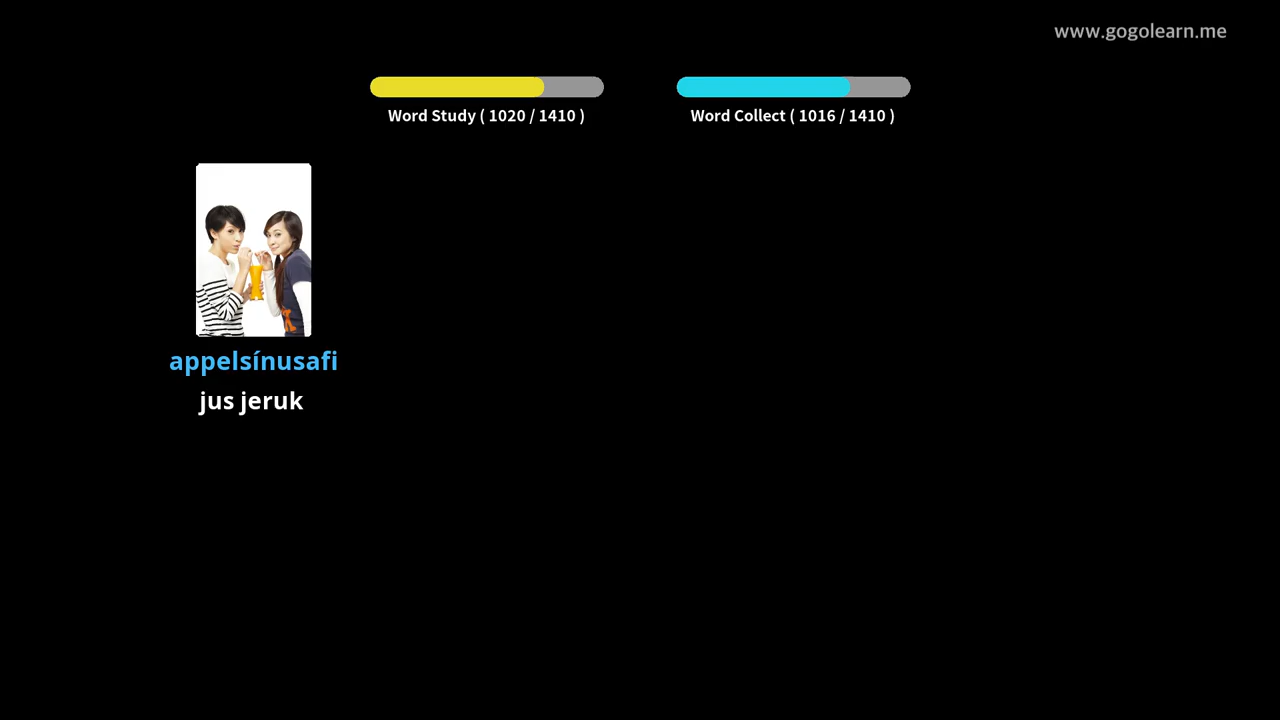 www.gogolearn.me
Word Study ( 1020 / 1410 )
Word Collect ( 1016 / 1410 )
appelsínusafi
jus jeruk